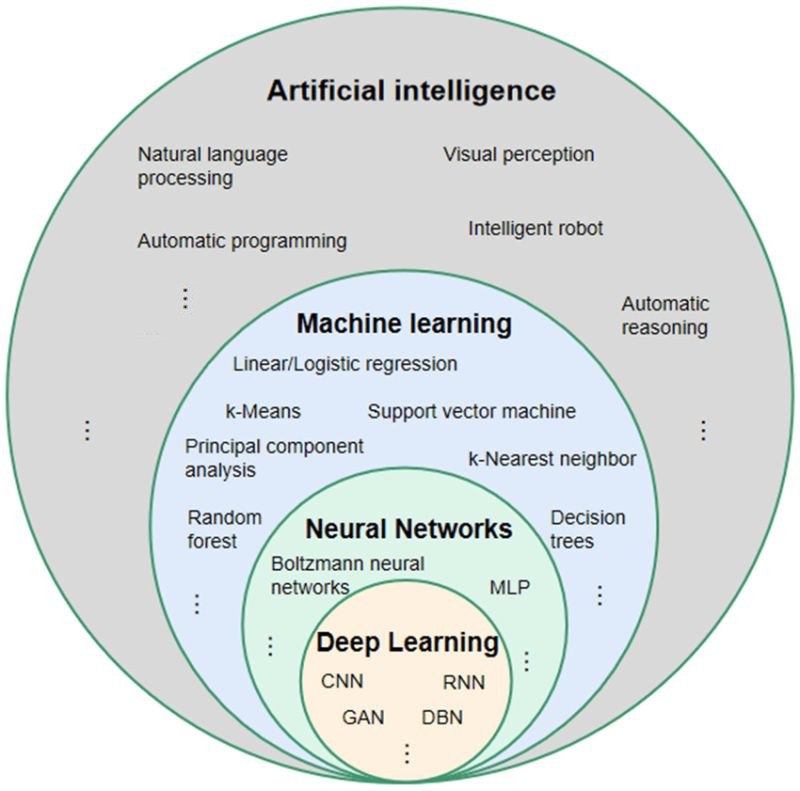 Artificial intelligence
Natural language
processing
Visual perception
Automatic programming
Intelligent robot
⋮
Automatic
reasoning
Machine learning
Linear/Logistic regression
⋮
k-Means
Support vector machine
⋮
Principal component
analysis
k-Nearest neighbor
Random
forest
Neural Networks
Decision
trees
Boltzmann neural
networks
MLP
⋮
⋮
Deep Learning
⋮
⋮
CNN
RNN
GAN
DBN
⋮